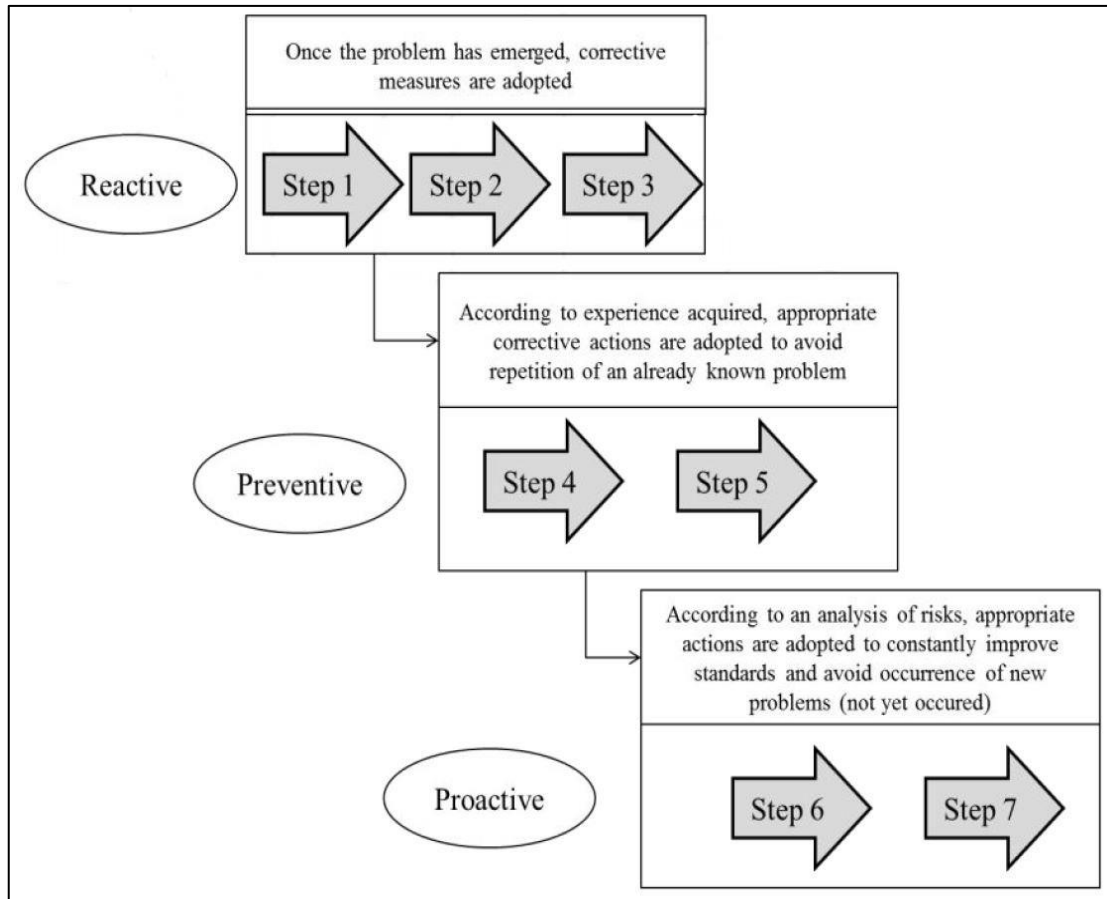 Once the problem has emerged, corrective
measures are adopted
Reactive
Step 1
Step 2
Step 3
According to experience acquired, appropriate
corrective actions are adopted to avoid
repetition of an already known problem
Preventive
Step 4
Step 5
According to an analysis of risks, appropriate
actions are adopted to constantly improve
standards and avoid occurrence of new
problems (not yet occured)
Proactive
Step 6
Step 7